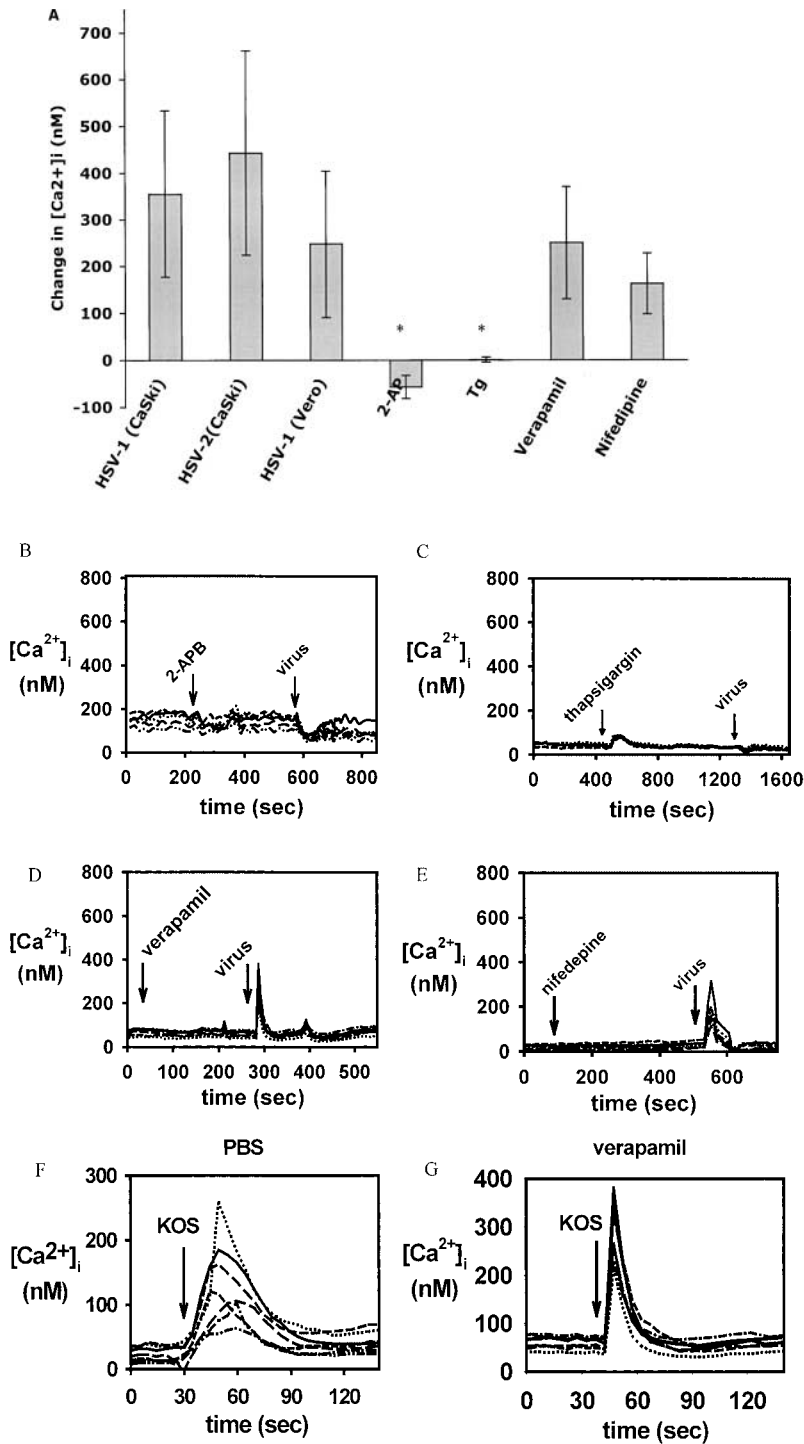 A
Change in [Ca2+]i (nM)
700
600
500
400
300
200
100
0
-100
HSV-1 (CaSki)
HSV-2(CaSki)
HSV-1 (Vero)
2-AP
Tg
Verapamil
Nifedipine
*
*
B
[Ca2+]i
(nM)
800
400
200
0
2-APB
virus
0 200 400 600 800
time (sec)
C
[Ca2+]i
(nM)
800
400
200
0
thapsigargin
virus
0 400 800 1200 1600
time (sec)
D
[Ca2+]i
(nM)
800
400
200
0
verapamil
virus
0 100 200 300 400 500
time (sec)
E
[Ca2+]i
(nM)
800
400
200
0
nifedepine
virus
0 200 400 600
time (sec)
PBS
F
[Ca2+]i
(nM)
300
200
100
0
KOS
0 30 60 90 120
time (sec)
verapamil
G
[Ca2+]i
(nM)
400
300
200
100
0
KOS
0 30 60 90 120
time (sec)